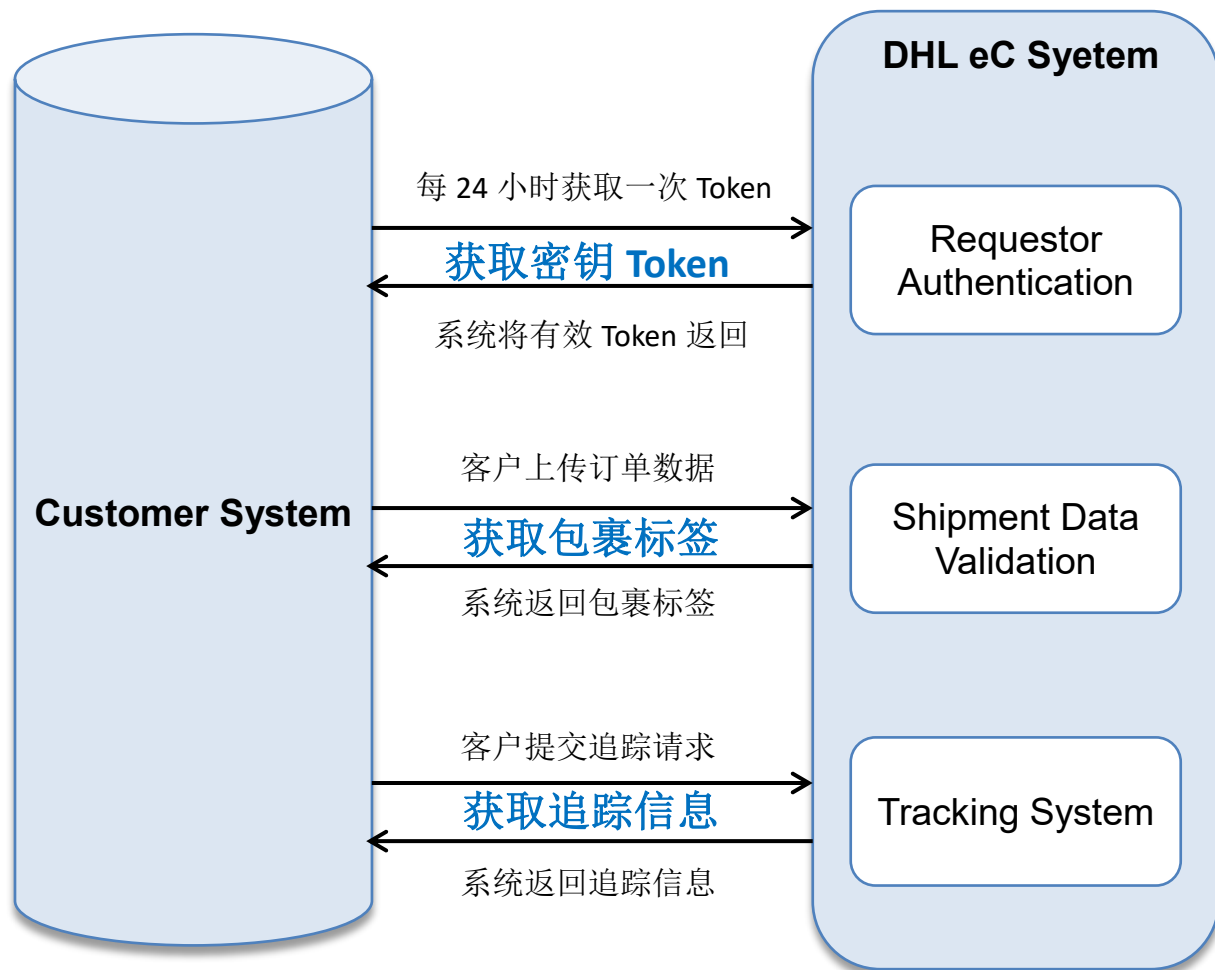 DHL eC Syetem
每 24 小时获取一次 Token
获取密钥 Token
系统将有效 Token 返回
Requestor
Authentication
Customer System
客户上传订单数据
获取包裹标签
系统返回包裹标签
Shipment Data
Validation
客户提交追踪请求
获取追踪信息
系统返回追踪信息
Tracking System